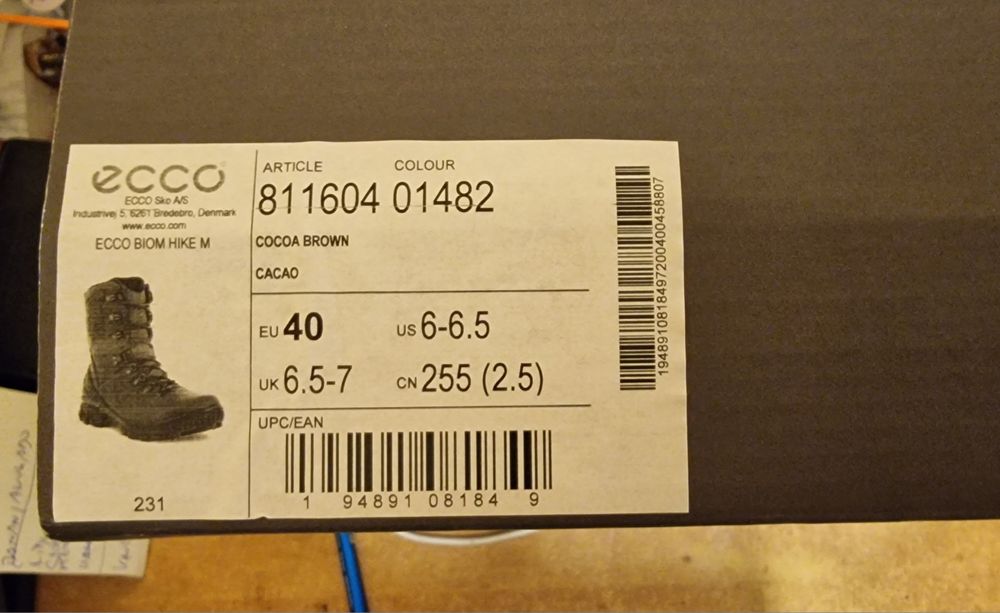 ecco
ECCO Sko A/S
Industrivej 5, 6261 Bredebro, Denmark
www.ecco.com
ECCO BIOM HIKE M
231
ARTICLE COLOUR
811604 01482
COCOA BROWN
CACAO
EU 40 US 6-6.5
UK 6.5-7 CN 255 (2.5)
UPC/EAN
1 94891 08184 9
1948910818497200400458807